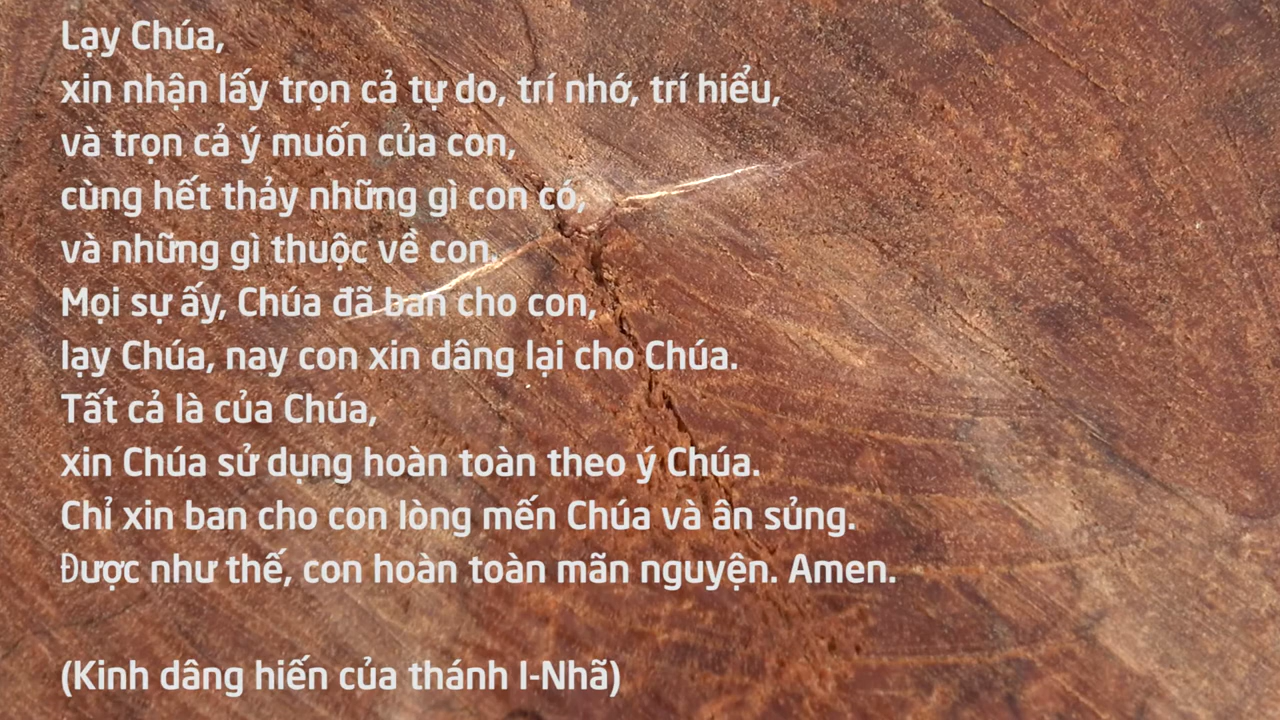 Lạy Chúa,
xin nhận lấy trọn cả tự do, trí nhớ, trí hiểu,
và trọn cả ý muốn của con,
cùng hết thảy những gì con có,
và những gì thuộc về con.
Mọi sự ấy, Chúa đã ban cho con,
lạy Chúa, nay con xin dâng lại cho Chúa.
Tất cả là của Chúa,
xin Chúa sử dụng hoàn toàn theo ý Chúa.
Chỉ xin ban cho con lòng mến Chúa và ân sủng.
Được như thế, con hoàn toàn mãn nguyện. Amen.
(Kinh dâng hiến của thánh I-Nhã)